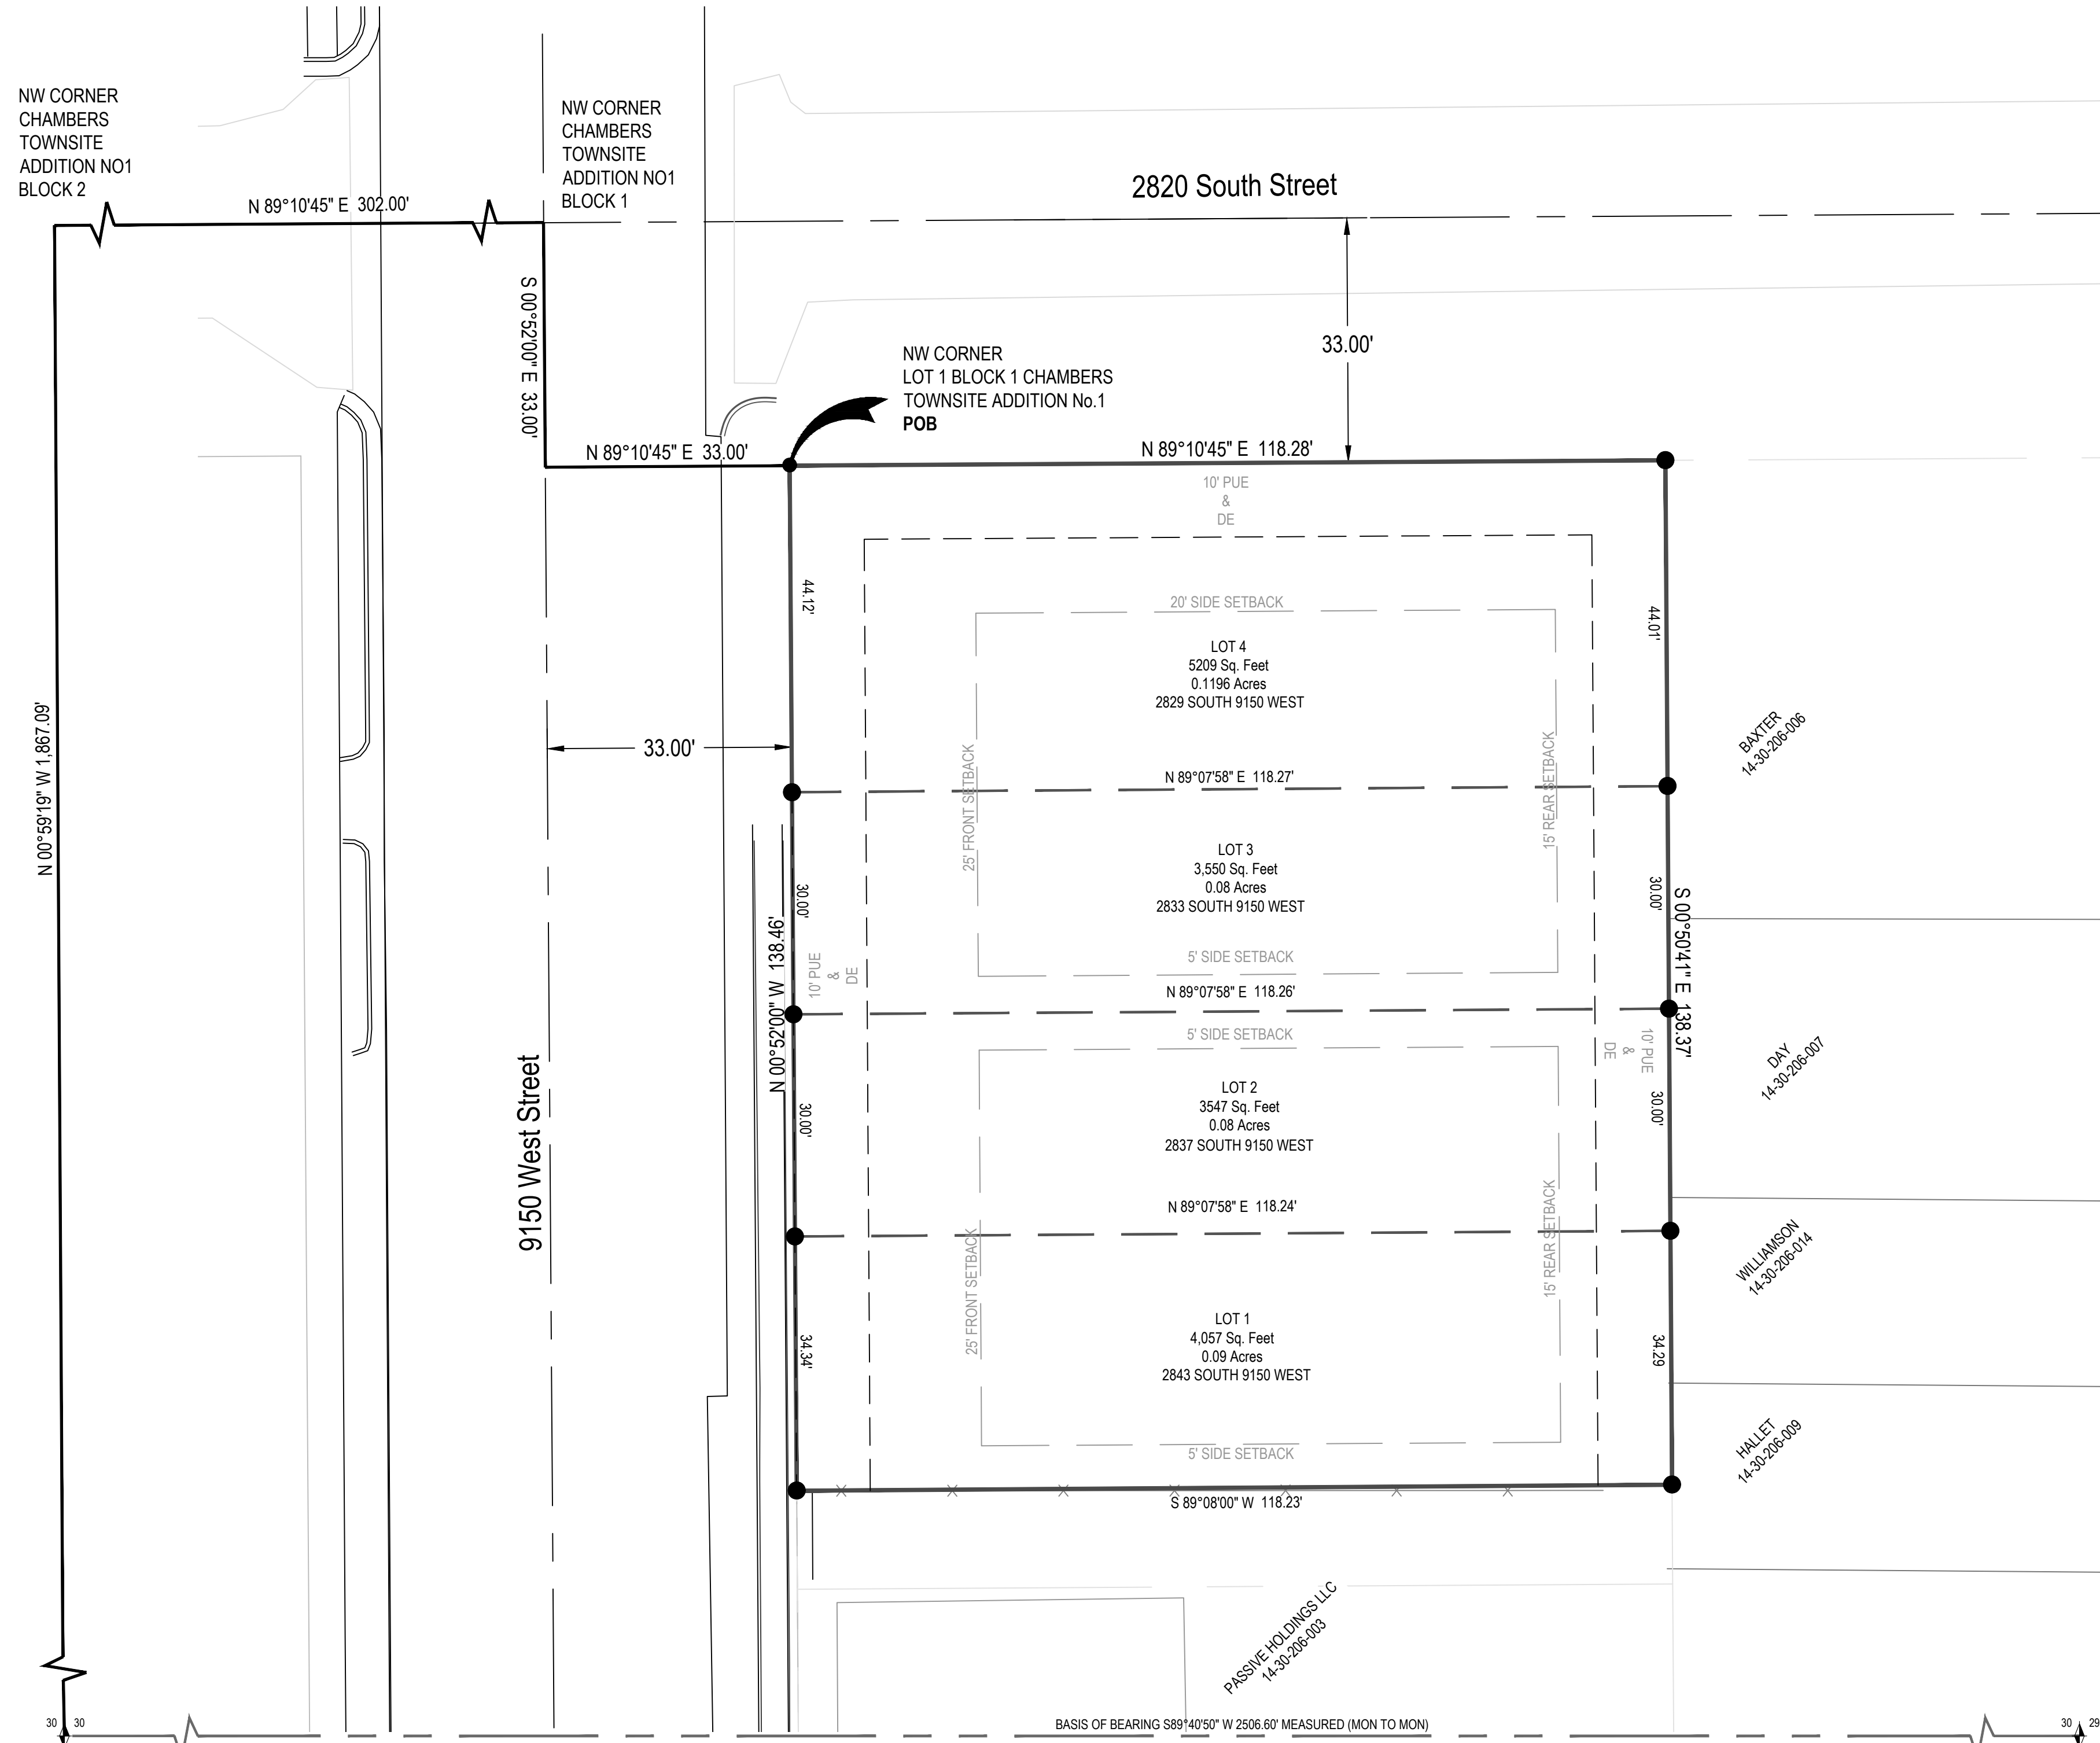 NW CORNER
CHAMBERS
TOWNSITE
ADDITION NO1
BLOCK 2
NW CORNER
CHAMBERS
TOWNSITE
ADDITION NO1
BLOCK 1
N 89°10'45" E 302.00'
2820 South Street
S 00°52'00" E 33.00'
33.00'
NW CORNER
LOT 1 BLOCK 1 CHAMBERS
TOWNSITE ADDITION No.1
POB
N 89°10'45" E 33.00'
N 89°10'45" E 118.28'
10' PUE
&
DE
44.12'
44.01'
20' SIDE SETBACK
LOT 4
5209 Sq. Feet
0.1196 Acres
2829 SOUTH 9150 WEST
N 00°59'19" W 1,867.09'
33.00'
BAXTER
14-30-206-006
25' FRONT SETBACK
15' REAR SETBACK
N 89°07'58" E 118.27'
LOT 3
3,550 Sq. Feet
0.08 Acres
2833 SOUTH 9150 WEST
30.00'
30.00'
S 00°50'41" E 138.37'
N 00°52'00" W 138.46'
10' PUE
&
DE
5' SIDE SETBACK
N 89°07'58" E 118.26'
5' SIDE SETBACK
10' PUE
&
DE
DAY
14-30-206-007
9150 West Street
LOT 2
3547 Sq. Feet
0.08 Acres
2837 SOUTH 9150 WEST
30.00'
30.00'
N 89°07'58" E 118.24'
25' FRONT SETBACK
15' REAR SETBACK
WILLIAMSON
14-30-206-014
LOT 1
4,057 Sq. Feet
0.09 Acres
2843 SOUTH 9150 WEST
34.34'
34.29
5' SIDE SETBACK
HALLET
14-30-206-009
S 89°08'00" W 118.23'
PASSIVE HOLDINGS LLC
14-30-206-003
30 30
BASIS OF BEARING S89°40'50" W 2506.60' MEASURED (MON TO MON)
30 29